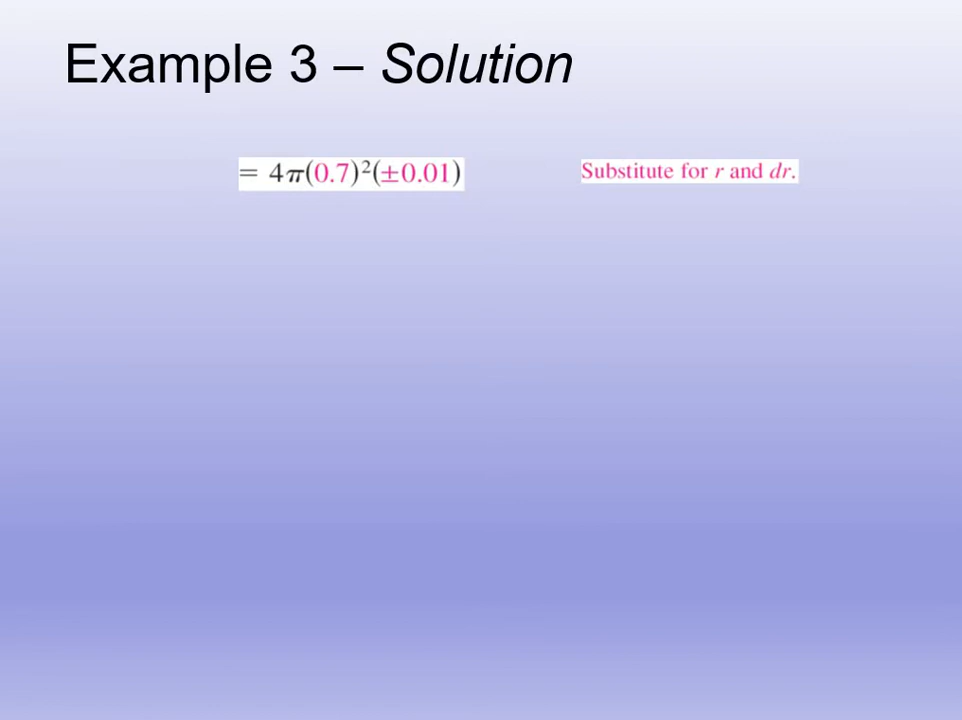 Example 3 – Solution
= 4π(0.7)²(±0.01) Substitute for r and dr.